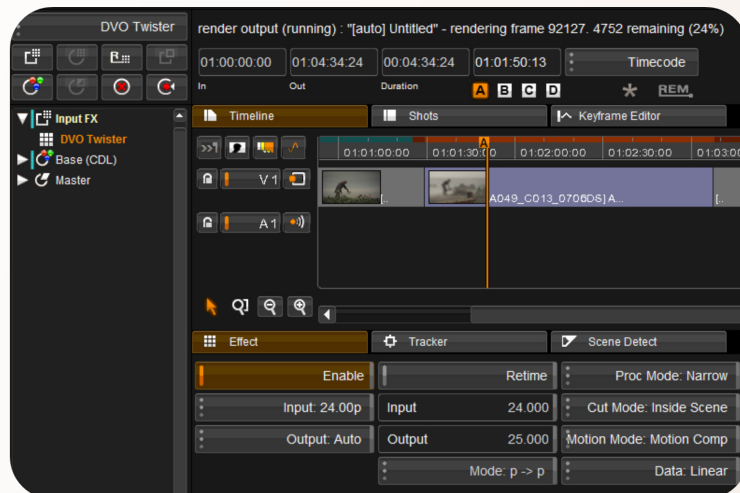 DVO Twister
render output (running) : "[auto] Untitled" - rendering frame 92127. 4752 remaining (24%)
01:00:00:00 01:04:34:24 00:04:34:24 01:01:50:13 Timecode
In Out Duration A B C D REM
Timeline Shots Keyframe Editor
Input FX
DVO Twister
Base (CDL)
Master
A
01:01:00:00 01:01:30:00 01:02:00:00 01:02:30:00 01:03:00
V 1
[.. A049_C013_0706DS] A... [..
A 1
Effect Tracker Scene Detect
Enable Retime Proc Mode: Narrow
Input: 24.00p Input 24.000 Cut Mode: Inside Scene
Output: Auto Output 25.000 Motion Mode: Motion Comp
Mode: p -> p Data: Linear